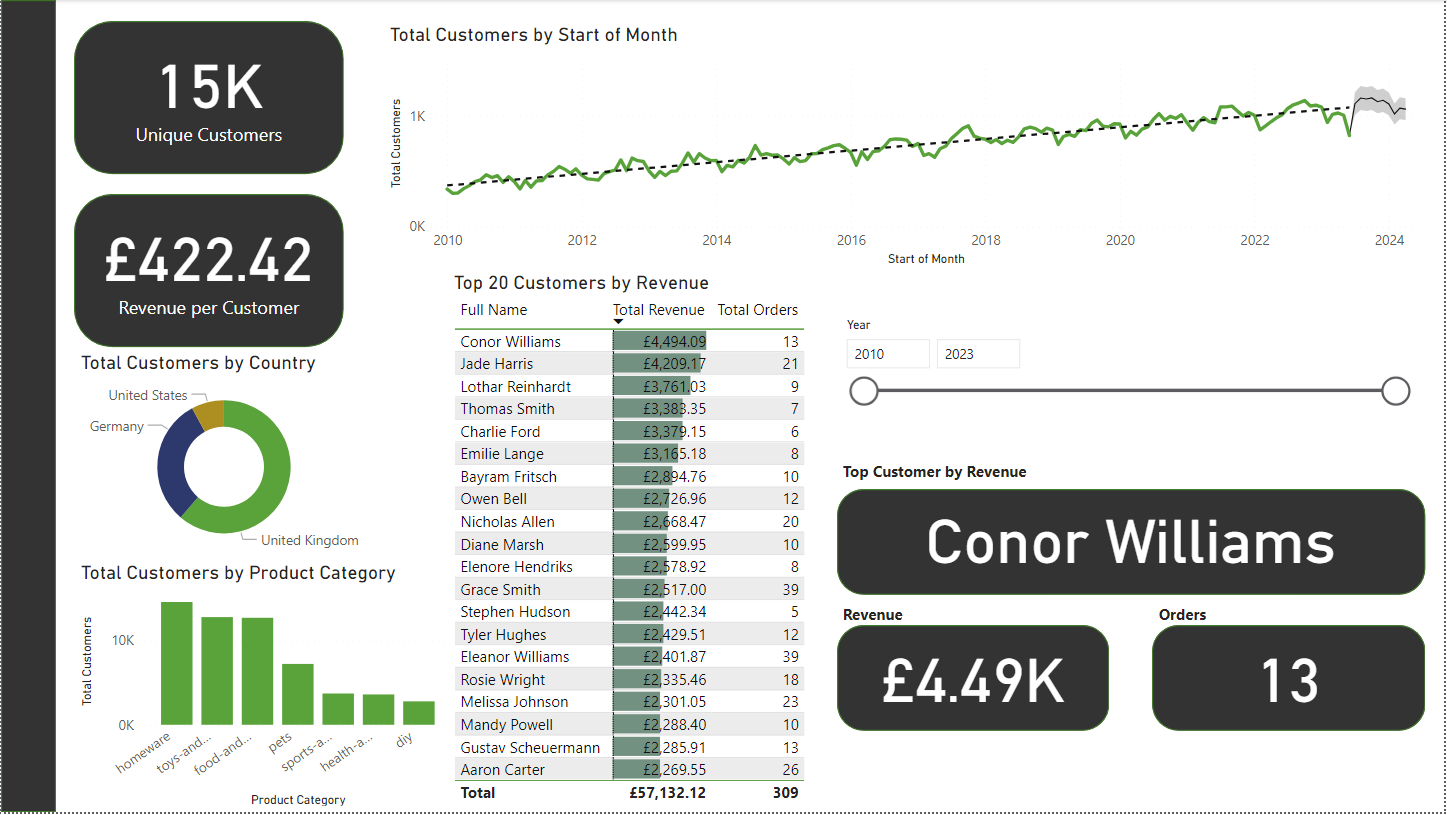 15K
Unique Customers
£422.42
Revenue per Customer
Total Customers by Start of Month
Total Customers
1K
0K
2010 2012 2014 2016 2018 2020 2022 2024
Start of Month
Total Customers by Country
United States
Germany
United Kingdom
Total Customers by Product Category
Total Customers
10K
0K
homeware toys-and... food-and... pets sports-a... health-a... diy
Product Category
Top 20 Customers by Revenue
Full Name Total Revenue Total Orders
Conor Williams £4,494.09 13
Jade Harris £4,209.17 21
Lothar Reinhardt £3,761.03 9
Thomas Smith £3,383.35 7
Charlie Ford £3,379.15 6
Emilie Lange £3,165.18 8
Bayram Fritsch £2,894.76 10
Owen Bell £2,726.96 12
Nicholas Allen £2,668.47 20
Diane Marsh £2,599.95 10
Elenore Hendriks £2,578.92 8
Grace Smith £2,517.00 39
Stephen Hudson £2,442.34 5
Tyler Hughes £2,429.51 12
Eleanor Williams £2,401.87 39
Rosie Wright £2,335.46 18
Melissa Johnson £2,301.05 23
Mandy Powell £2,288.40 10
Gustav Scheuermann £2,285.91 13
Aaron Carter £2,269.55 26
Total £57,132.12 309
Year
2010 2023
Top Customer by Revenue
Conor Williams
Revenue Orders
£4.49K 13